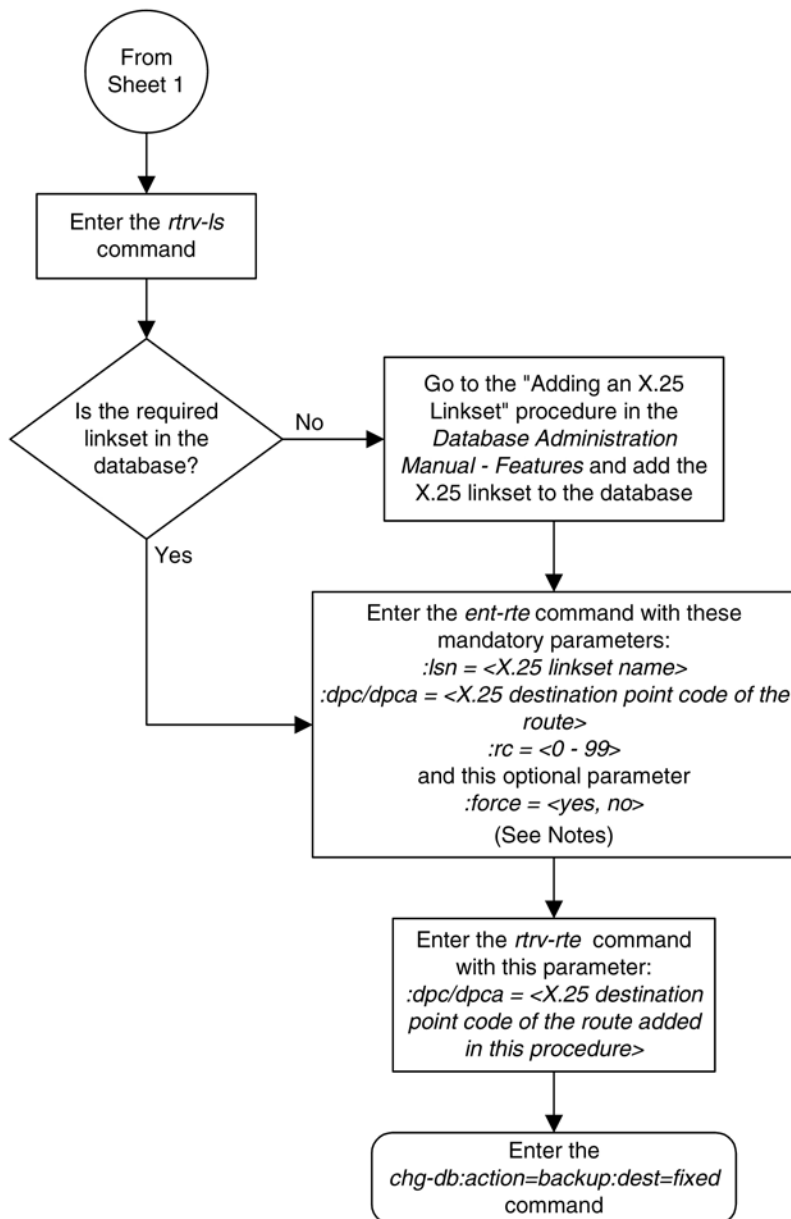 From
Sheet 1
Enter the rtrv-ls
command
Is the required
linkset in the
database?
No
Yes
Go to the "Adding an X.25
Linkset" procedure in the
Database Administration
Manual - Features and add the
X.25 linkset to the database
Enter the ent-rte command with these
mandatory parameters:
:lsn = <X.25 linkset name>
:dpc/dpca = <X.25 destination point code of the
route>
:rc = <0 - 99>
and this optional parameter
:force = <yes, no>
(See Notes)
Enter the rtrv-rte command
with this parameter:
:dpc/dpca = <X.25 destination
point code of the route added
in this procedure>
Enter the
chg-db:action=backup:dest=fixed
command